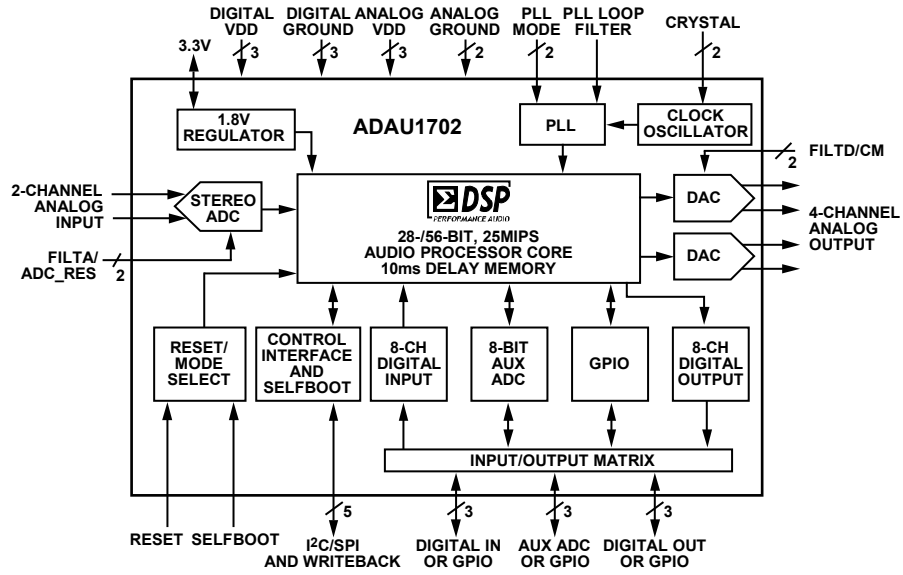 DIGITAL
VDD
DIGITAL
GROUND
ANALOG
VDD
ANALOG
GROUND
PLL
MODE
PLL LOOP
FILTER
CRYSTAL
3.3V
3
3
3
2
2
2
1.8V
REGULATOR
ADAU1702
PLL
CLOCK
OSCILLATOR
FILTD/CM
2
2-CHANNEL
ANALOG
INPUT
STEREO
ADC
DSP
PERFORMANCE AUDIO
28-/56-BIT, 25MIPS
AUDIO PROCESSOR CORE
10ms DELAY MEMORY
DAC
DAC
4-CHANNEL
ANALOG
OUTPUT
FILTA/
ADC_RES
2
RESET/
MODE
SELECT
CONTROL
INTERFACE
AND
SELFBOOT
8-CH
DIGITAL
INPUT
8-BIT
AUX
ADC
GPIO
8-CH
DIGITAL
OUTPUT
INPUT/OUTPUT MATRIX
5
3
3
3
RESET
SELFBOOT
I²C/SPI
AND WRITEBACK
DIGITAL IN
OR GPIO
AUX ADC
OR GPIO
DIGITAL OUT
OR GPIO